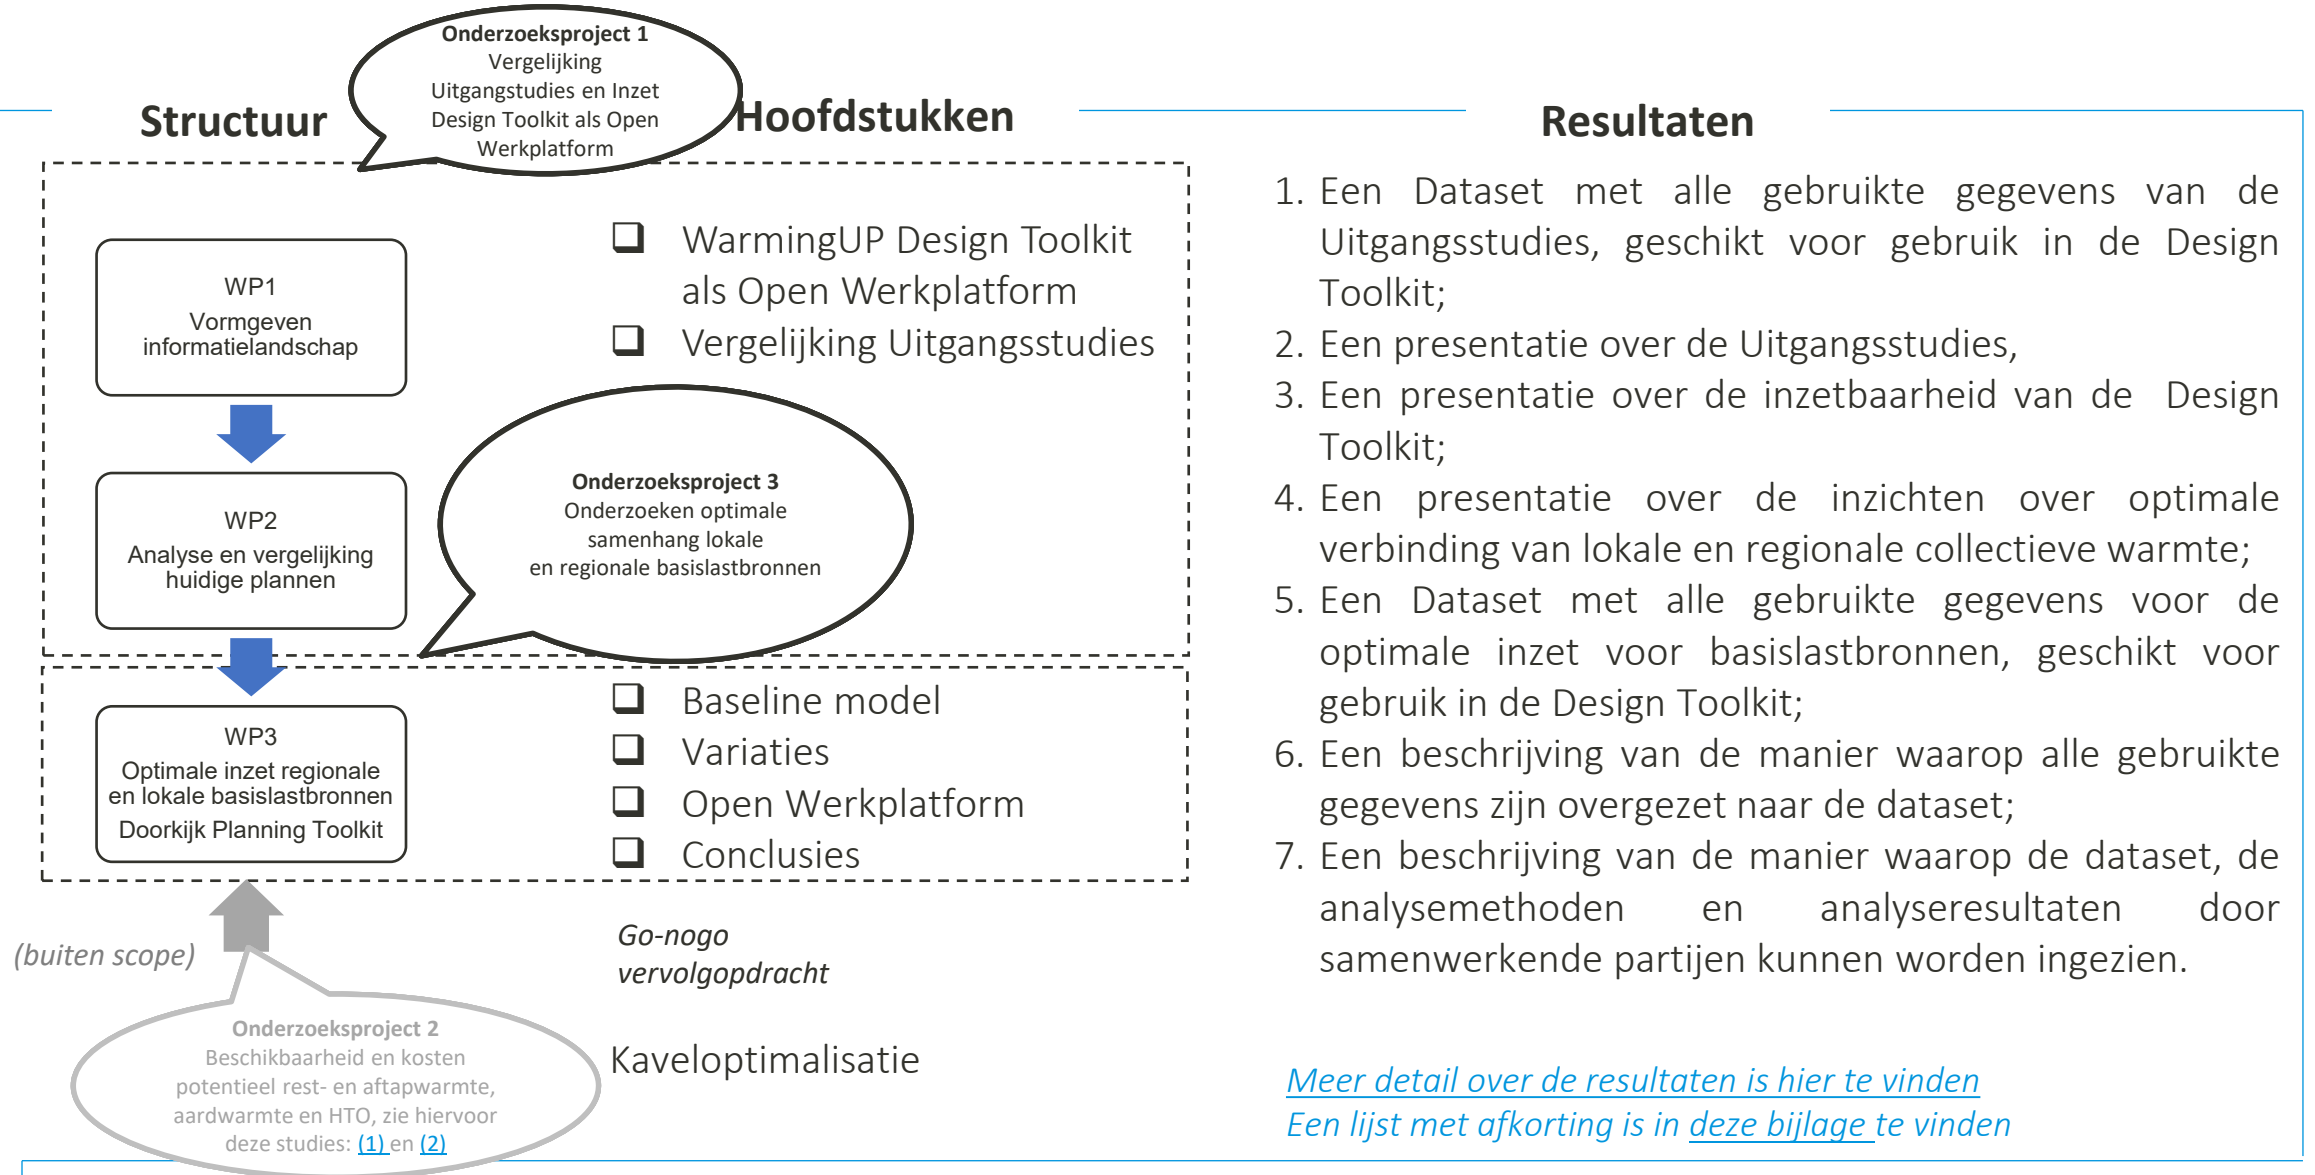 Onderzoeksproject 1
Vergelijking
Uitgangstudies en Inzet
Design Toolkit als Open
Werkplatform
Structuur
Hoofdstukken
Resultaten
WP1
Vormgeven
informatielandschap
❑ WarmingUP Design Toolkit
als Open Werkplatform
❑ Vergelijking Uitgangsstudies
WP2
Analyse en vergelijking
huidige plannen
Onderzoeksproject 3
Onderzoeken optimale
samenhang lokale
en regionale basislastbronnen
WP3
Optimale inzet regionale
en lokale basislastbronnen
Doorkijk Planning Toolkit
❑ Baseline model
❑ Variaties
❑ Open Werkplatform
❑ Conclusies
(buiten scope)
Go-nogo
vervolgopdracht
Onderzoeksproject 2
Beschikbaarheid en kosten
potentieel rest- en aftapwarmte,
aardwarmte en HTO, zie hiervoor
deze studies: (1) en (2)
Kaveloptimalisatie
1. Een Dataset met alle gebruikte gegevens van de
Uitgangsstudies, geschikt voor gebruik in de Design
Toolkit;
2. Een presentatie over de Uitgangsstudies,
3. Een presentatie over de inzetbaarheid van de Design
Toolkit;
4. Een presentatie over de inzichten over optimale
verbinding van lokale en regionale collectieve warmte;
5. Een Dataset met alle gebruikte gegevens voor de
optimale inzet voor basislastbronnen, geschikt voor
gebruik in de Design Toolkit;
6. Een beschrijving van de manier waarop alle gebruikte
gegevens zijn overgezet naar de dataset;
7. Een beschrijving van de manier waarop de dataset, de
analysemethoden en analyseresultaten door
samenwerkende partijen kunnen worden ingezien.
Meer detail over de resultaten is hier te vinden
Een lijst met afkorting is in deze bijlage te vinden